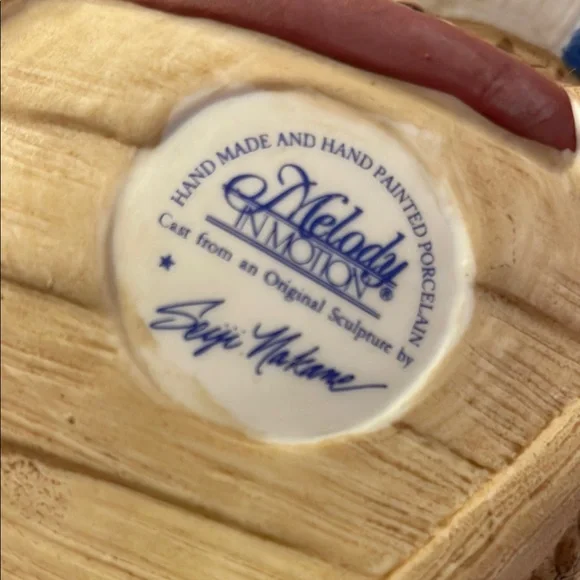 HAND MADE AND HAND PAINTED PORCELAIN
Melody
IN MOTION®
Cast from an Original Sculpture by
Seiji Nakane